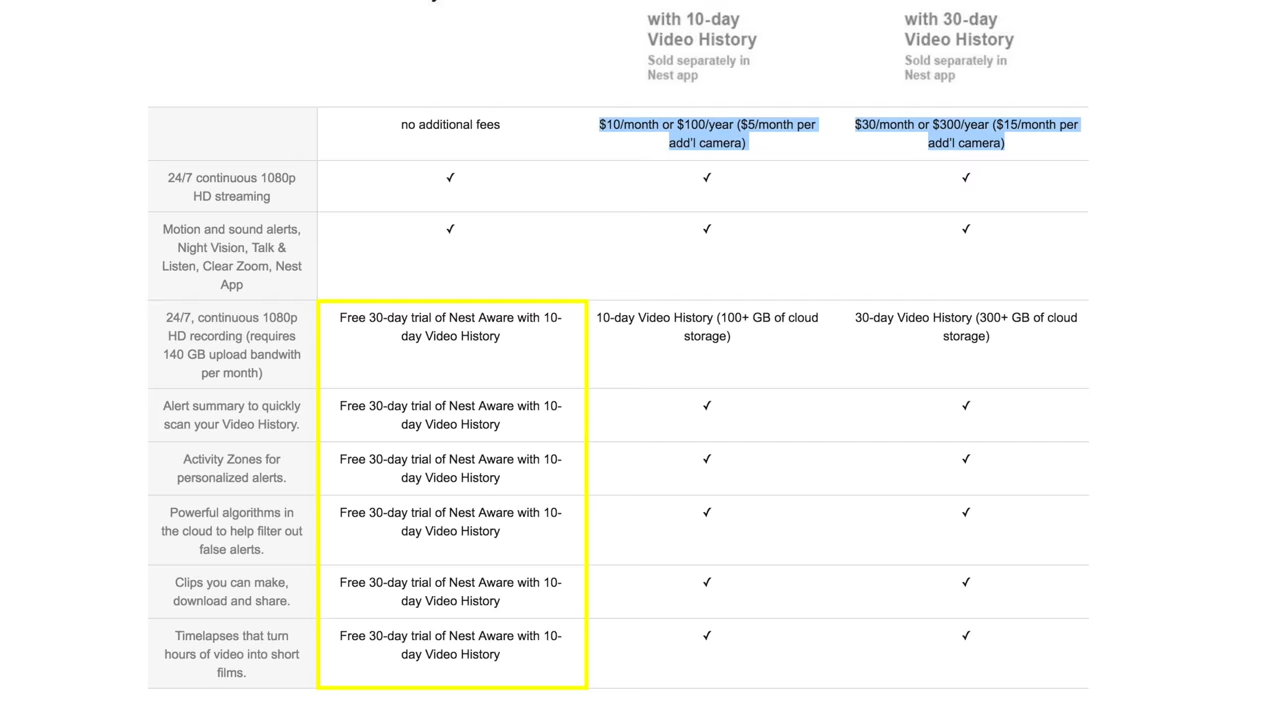 with 10-day
Video History
Sold separately in
Nest app
with 30-day
Video History
Sold separately in
Nest app
no additional fees
$10/month or $100/year ($5/month per
add'l camera)
$30/month or $300/year ($15/month per
add'l camera)
24/7 continuous 1080p
HD streaming
✓
✓
✓
Motion and sound alerts,
Night Vision, Talk &
Listen, Clear Zoom, Nest
App
✓
✓
✓
24/7, continuous 1080p
HD recording (requires
140 GB upload bandwith
per month)
Free 30-day trial of Nest Aware with 10-
day Video History
10-day Video History (100+ GB of cloud
storage)
30-day Video History (300+ GB of cloud
storage)
Alert summary to quickly
scan your Video History.
Free 30-day trial of Nest Aware with 10-
day Video History
✓
✓
Activity Zones for
personalized alerts.
Free 30-day trial of Nest Aware with 10-
day Video History
✓
✓
Powerful algorithms in
the cloud to help filter out
false alerts.
Free 30-day trial of Nest Aware with 10-
day Video History
✓
✓
Clips you can make,
download and share.
Free 30-day trial of Nest Aware with 10-
day Video History
✓
✓
Timelapses that turn
hours of video into short
films.
Free 30-day trial of Nest Aware with 10-
day Video History
✓
✓